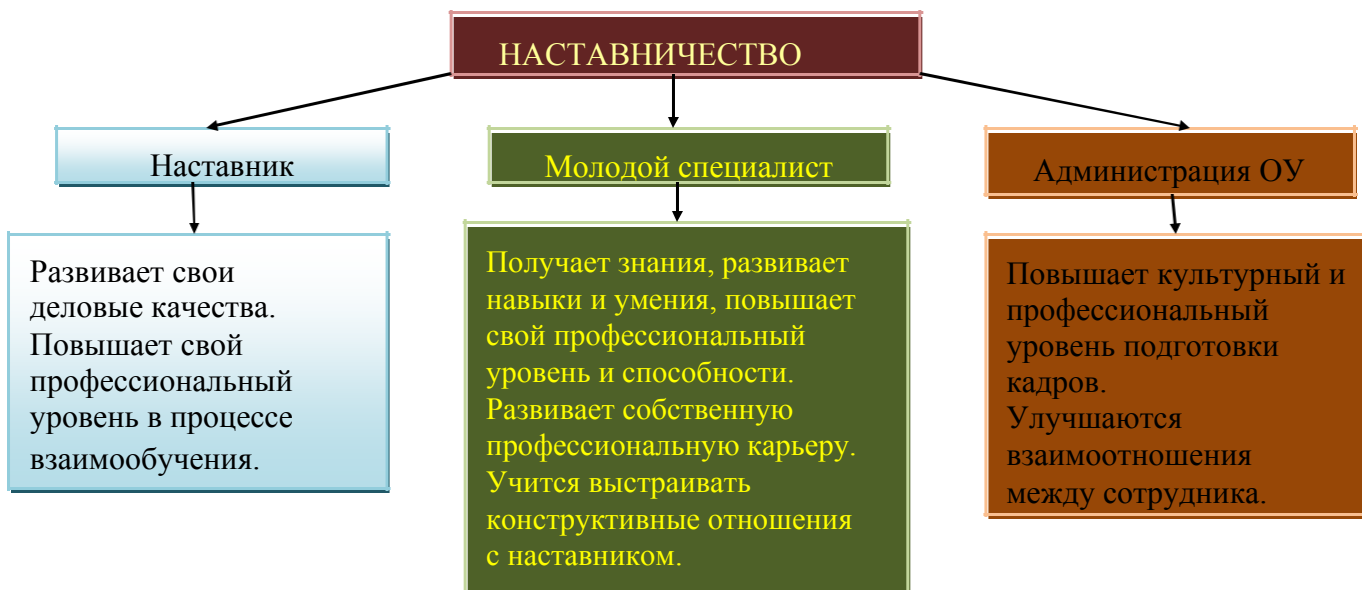 НАСТАВНИЧЕСТВО
Наставник
Молодой специалист
Администрация ОУ
Развивает свои
деловые качества.
Повышает свой
профессиональный
уровень в процессе
взаимообучения.
Получает знания, развивает
навыки и умения, повышает
свой профессиональный
уровень и способности.
Развивает собственную
профессиональную карьеру.
Учится выстраивать
конструктивные отношения
с наставником.
Повышает культурный и
профессиональный
уровень подготовки
кадров.
Улучшаются
взаимоотношения
между сотрудника.